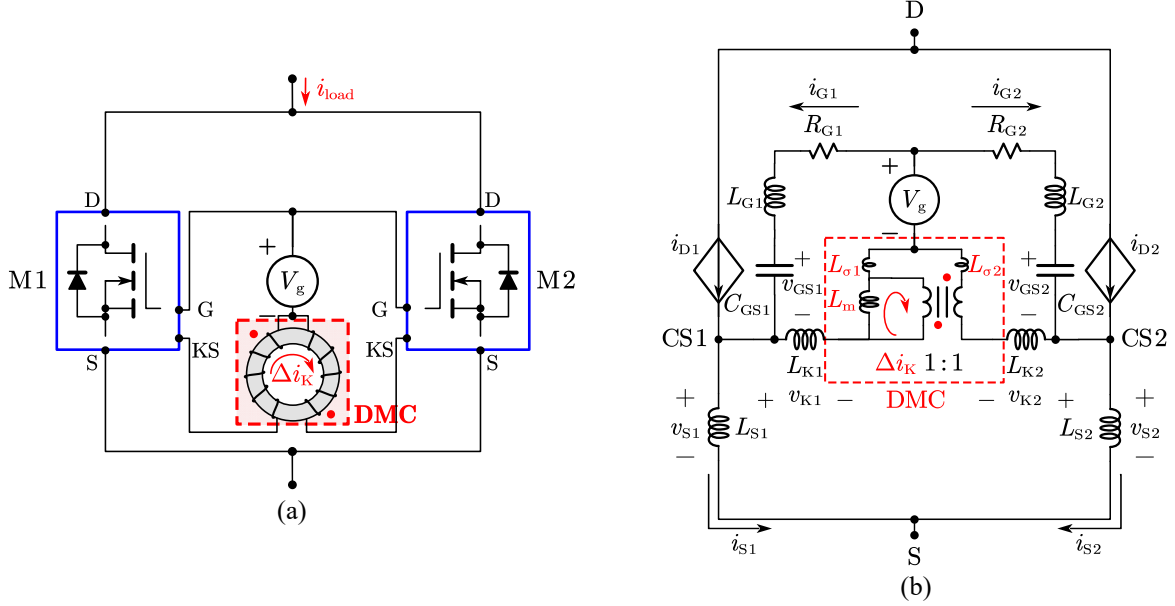 i_load
D
D
M1
G
KS
S
+
V_g
−
Δi_K
DMC
D
G
KS
S
M2
(a)
D
i_G1
i_G2
R_G1
R_G2
+
V_g
−
L_G1
L_G2
i_D1
i_D2
L_σ1
L_σ2
L_m
+
v_GS1
−
C_GS1
+
v_GS2
−
C_GS2
CS1
CS2
L_K1
Δi_K 1:1
L_K2
+ v_K1 −
DMC
− v_K2 +
+
v_S1
−
L_S1
L_S2
+
v_S2
−
i_S1
i_S2
S
(b)